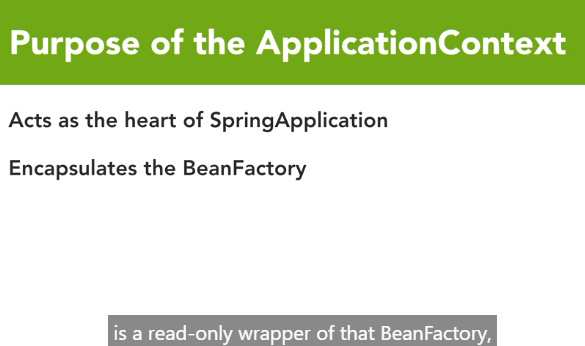 Purpose of the ApplicationContext
Acts as the heart of SpringApplication
Encapsulates the BeanFactory
is a read-only wrapper of that BeanFactory,